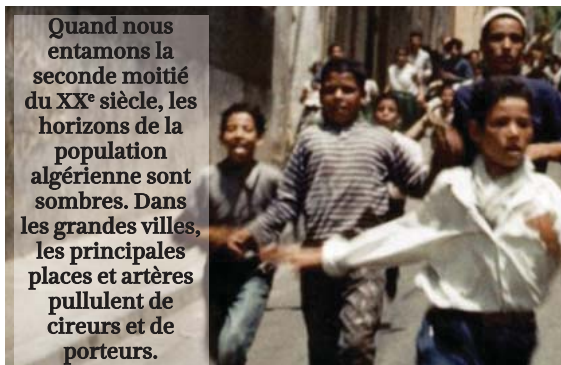 Quand nous
entamons la
seconde moitié
du XXᵉ siècle, les
horizons de la
population
algérienne sont
sombres. Dans
les grandes villes,
les principales
places et artères
pullulent de
cireurs et de
porteurs.